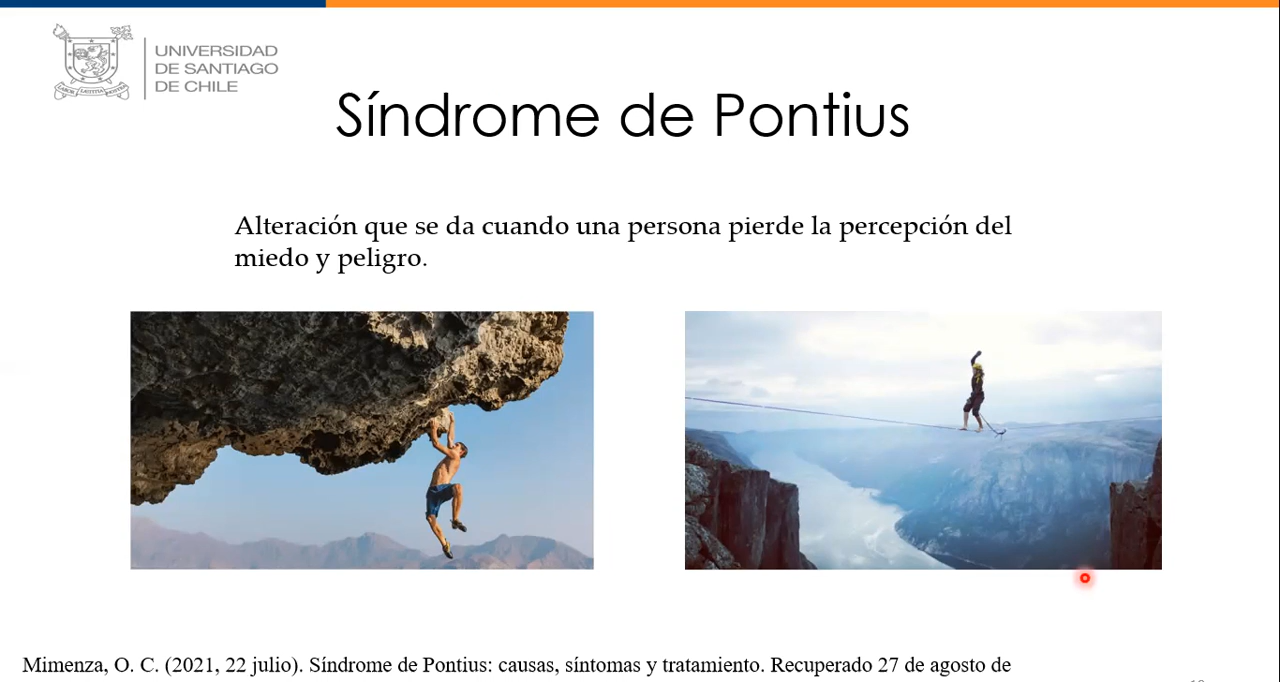 UNIVERSIDAD
DE SANTIAGO
DE CHILE
Síndrome de Pontius
Alteración que se da cuando una persona pierde la percepción del
miedo y peligro.
Mimenza, O. C. (2021, 22 julio). Síndrome de Pontius: causas, síntomas y tratamiento. Recuperado 27 de agosto de